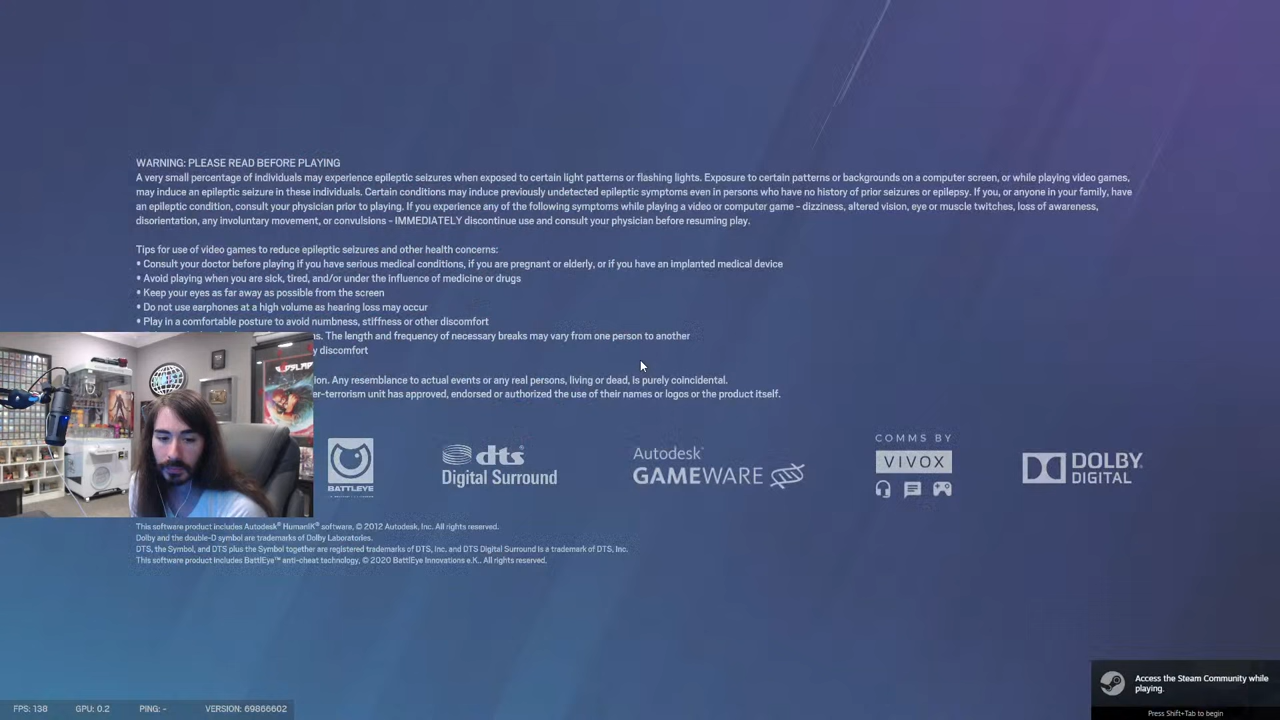 WARNING: PLEASE READ BEFORE PLAYING
A very small percentage of individuals may experience epileptic seizures when exposed to certain light patterns or flashing lights. Exposure to certain patterns or backgrounds on a computer screen, or while playing video games,
may induce an epileptic seizure in these individuals. Certain conditions may induce previously undetected epileptic symptoms even in persons who have no history of prior seizures or epilepsy. If you, or anyone in your family, have
an epileptic condition, consult your physician prior to playing. If you experience any of the following symptoms while playing a video or computer game - dizziness, altered vision, eye or muscle twitches, loss of awareness,
disorientation, any involuntary movement, or convulsions - IMMEDIATELY discontinue use and consult your physician before resuming play.
Tips for use of video games to reduce epileptic seizures and other health concerns:
• Consult your doctor before playing if you have serious medical conditions, if you are pregnant or elderly, or if you have an implanted medical device
• Avoid playing when you are sick, tired, and/or under the influence of medicine or drugs
• Keep your eyes as far away as possible from the screen
• Do not use earphones at a high volume as hearing loss may occur
• Play in a comfortable posture to avoid numbness, stiffness or other discomfort
s. The length and frequency of necessary breaks may vary from one person to another
y discomfort
ion. Any resemblance to actual events or any real persons, living or dead, is purely coincidental.
er-terrorism unit has approved, endorsed or authorized the use of their names or logos or the product itself.
BATTLEYE
dts
Digital Surround
Autodesk
GAMEWARE
COMMS BY
VIVOX
DOLBY
DIGITAL
This software product includes Autodesk® HumanIK® software, © 2012 Autodesk, Inc. All rights reserved.
Dolby and the double-D symbol are trademarks of Dolby Laboratories.
DTS, the Symbol, and DTS plus the Symbol together are registered trademarks of DTS, Inc. and DTS Digital Surround is a trademark of DTS, Inc.
This software product includes BattlEye™ anti-cheat technology, © 2020 BattlEye Innovations e.K.. All rights reserved.
Access the Steam Community while
playing.
Press Shift+Tab to begin
FPS: 138 GPU: 0.2 PING: - VERSION: 69866602